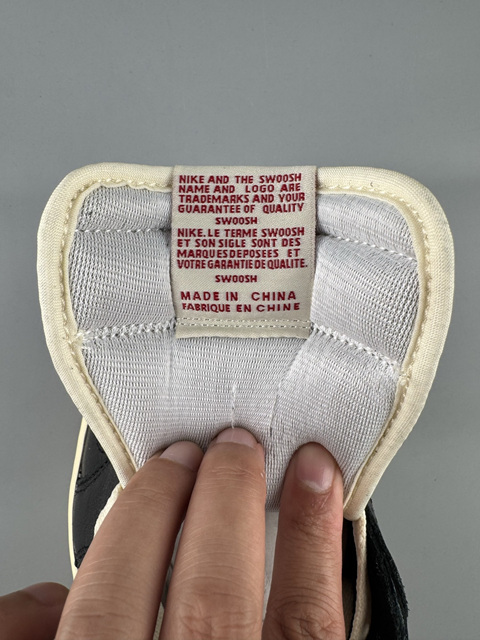 NIKE AND THE SWOOSH
NAME AND LOGO ARE
TRADEMARKS AND YOUR
GUARANTEE OF QUALITY
SWOOSH
NIKE.LE TERME SWOOSH
ET SON SIGLE SONT DES
MARQUES DEPOSEES ET
VOTRE GARANTIE DE QUALITE.
SWOOSH
MADE IN CHINA
FABRIQUE EN CHINE